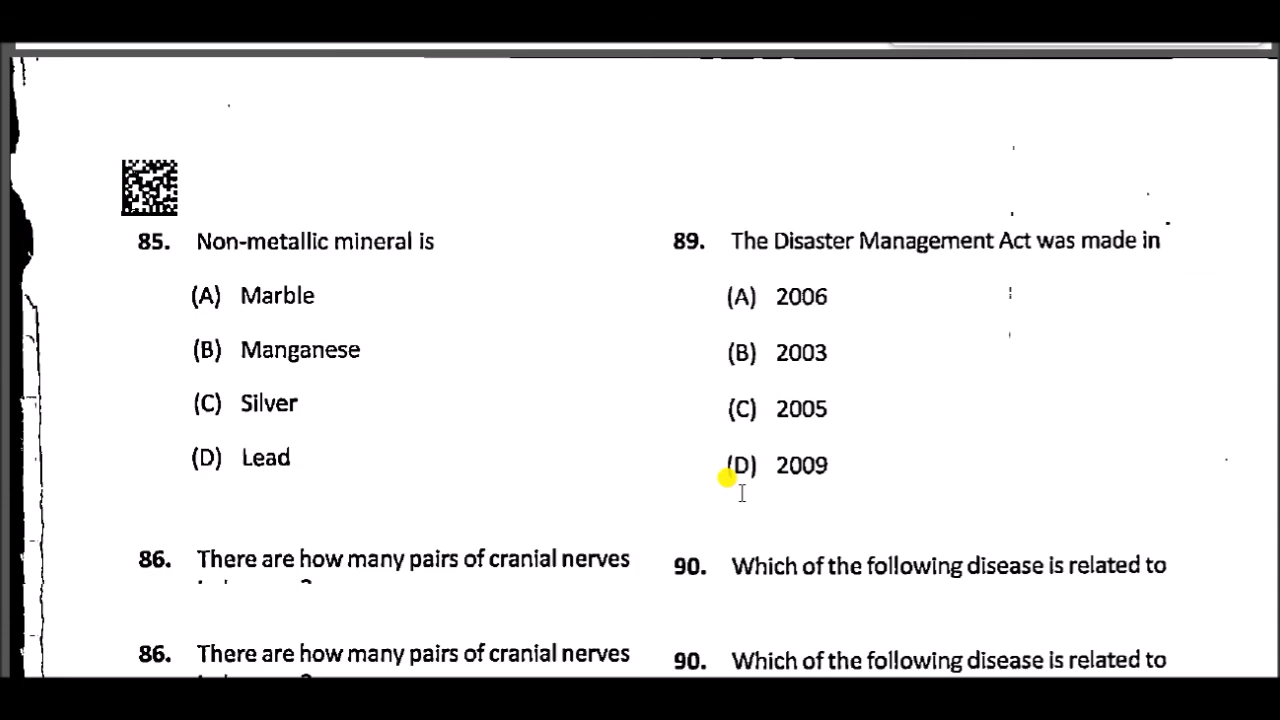 85. Non-metallic mineral is
(A) Marble
(B) Manganese
(C) Silver
(D) Lead
86. There are how many pairs of cranial nerves
86. There are how many pairs of cranial nerves
89. The Disaster Management Act was made in
(A) 2006
(B) 2003
(C) 2005
(D) 2009
90. Which of the following disease is related to
90. Which of the following disease is related to